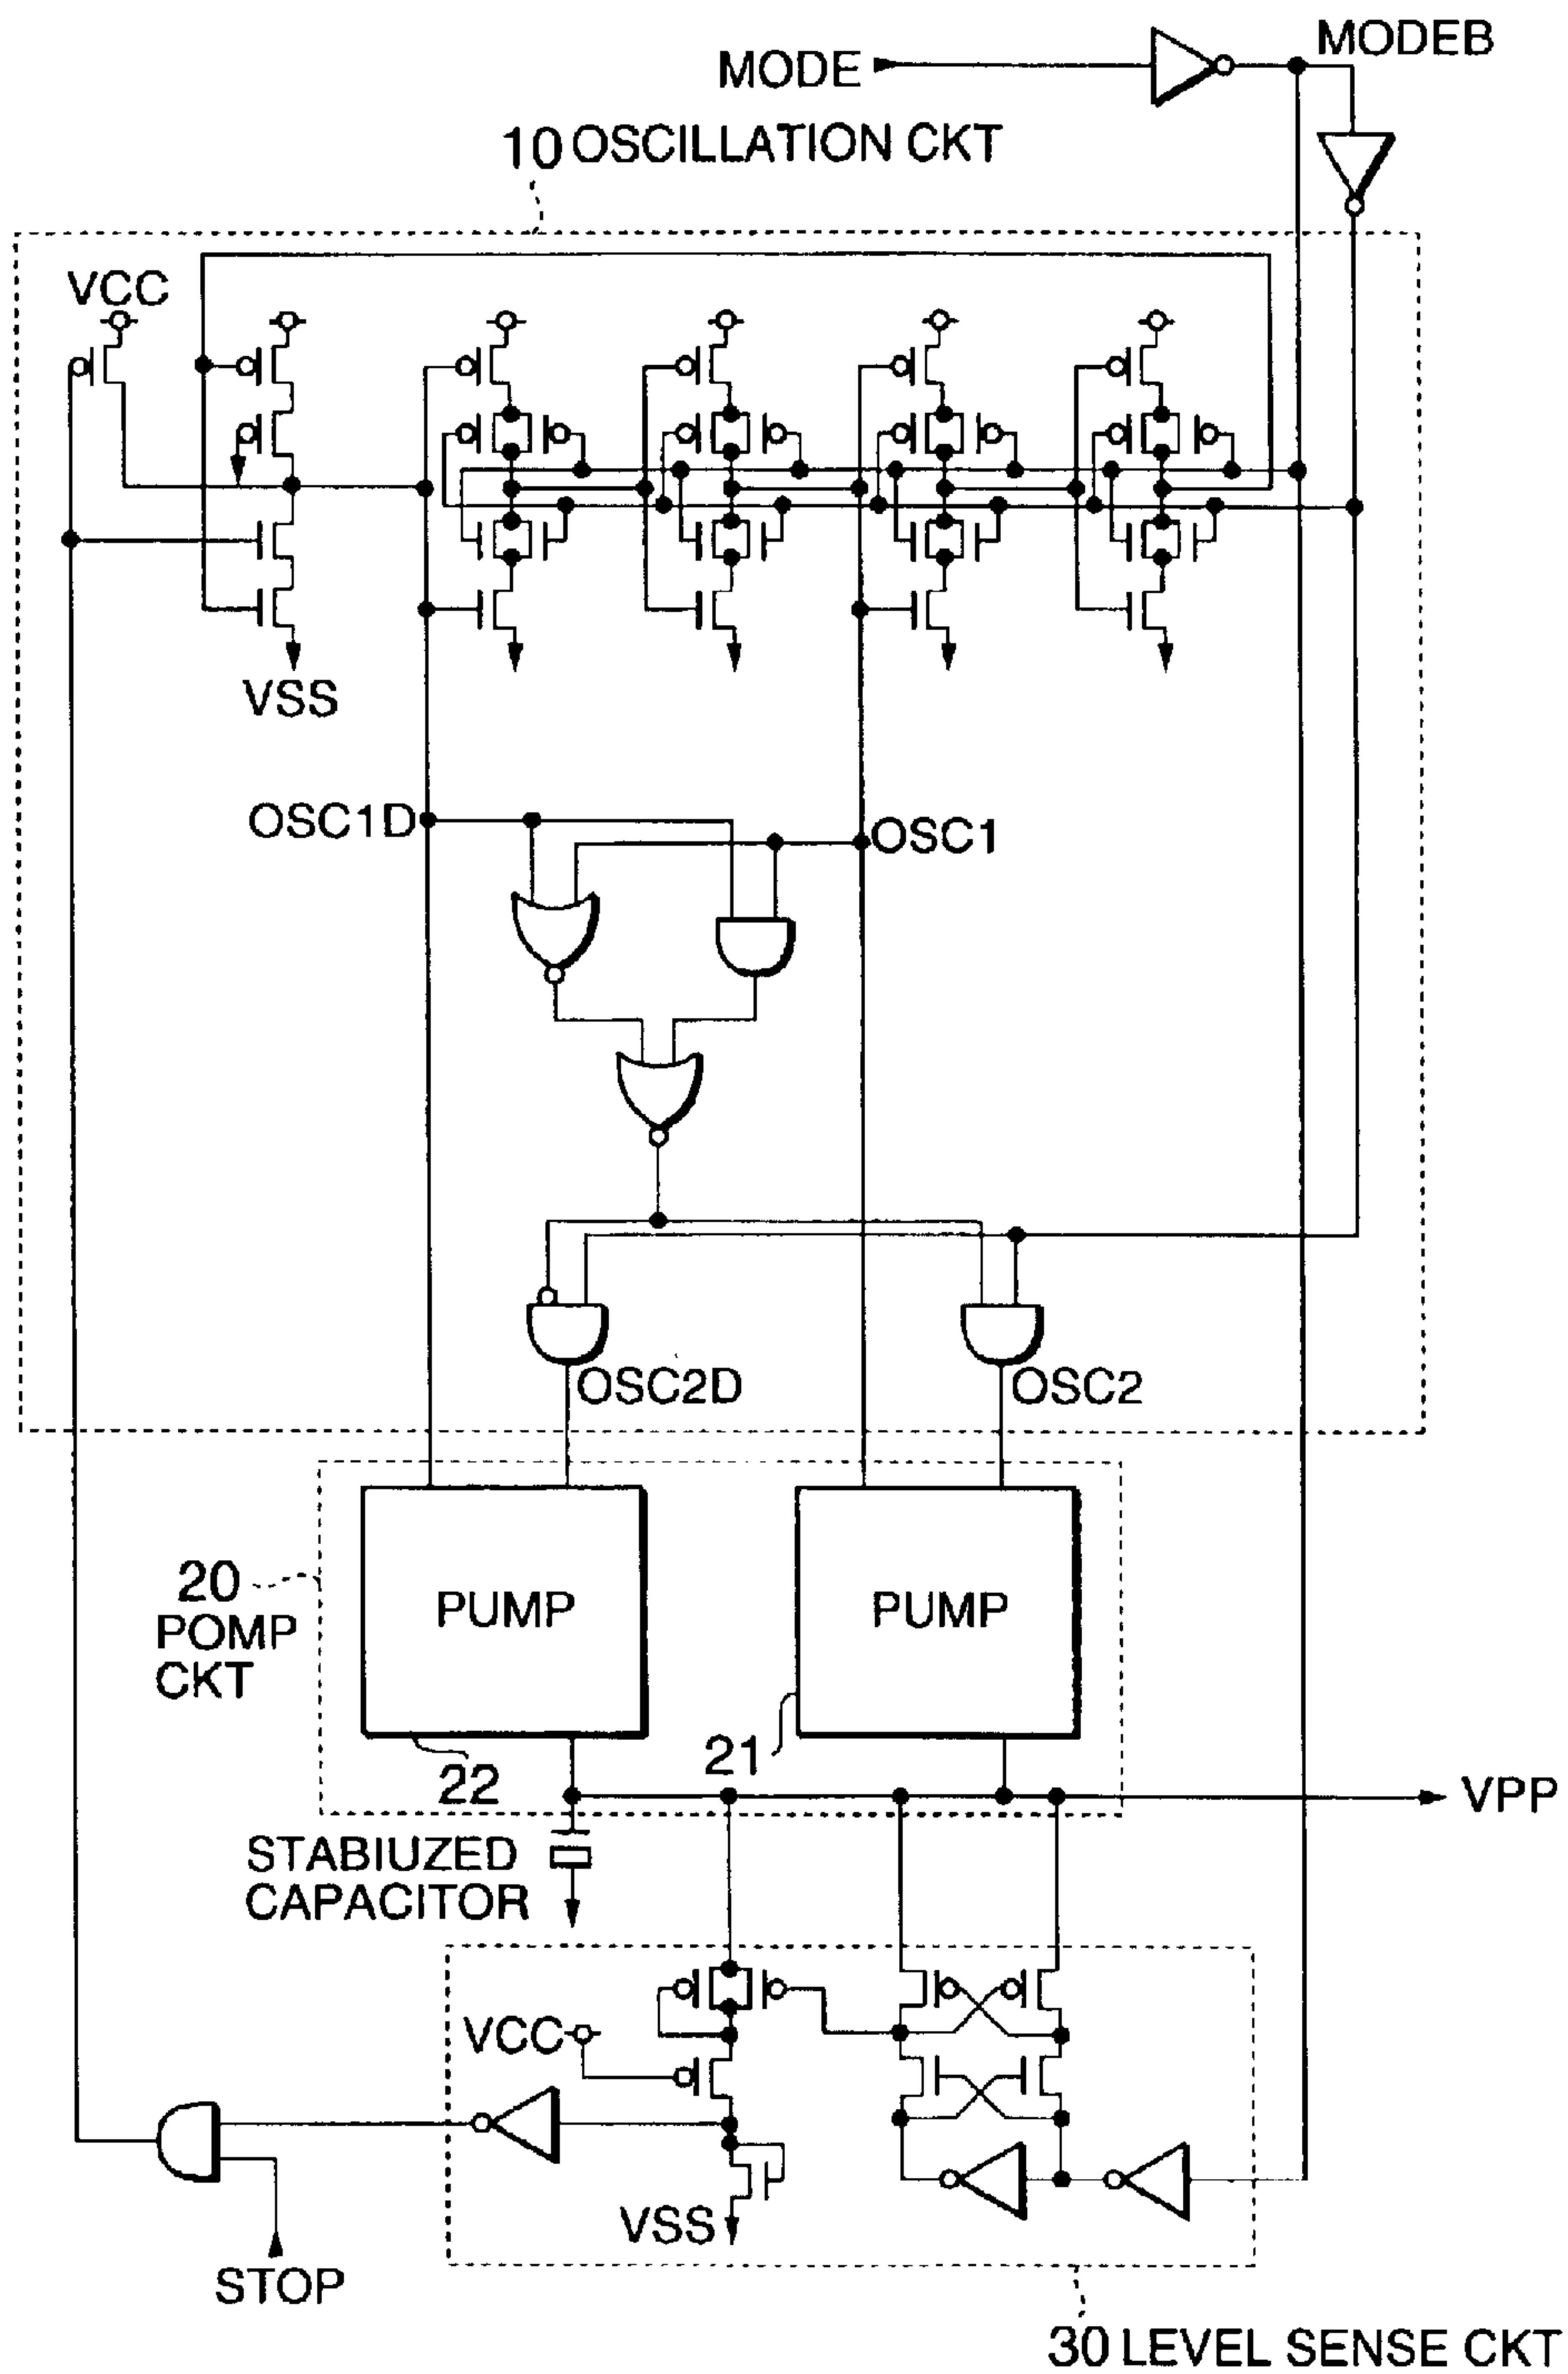 MODE
MODEB
10 OSCILLATION CKT
VCC
VSS
OSC1D
OSC1
OSC2D
OSC2
20
POMP
CKT
PUMP
PUMP
22
21
VPP
STABIUZED
CAPACITOR
VCC
VSS
STOP
30 LEVEL SENSE CKT